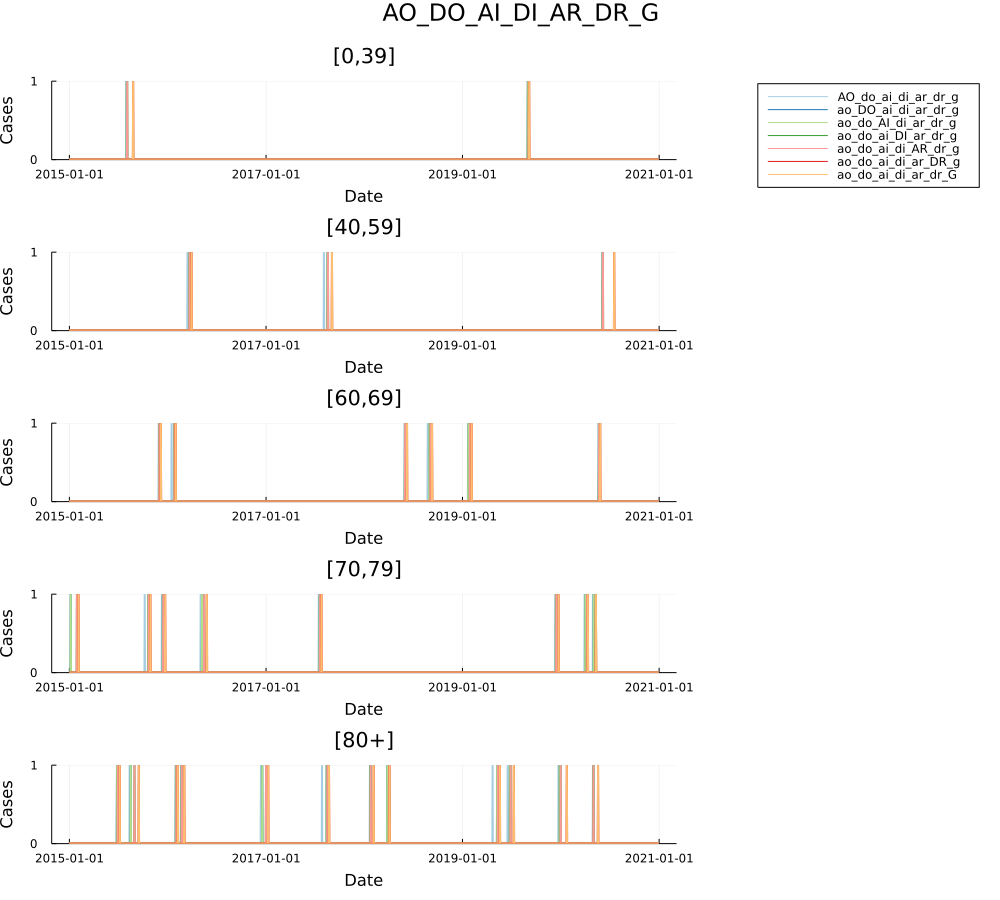 AO_DO_AI_DI_AR_DR_G
[0,39]
1
Cases
0
2015-01-01 2017-01-01 2019-01-01 2021-01-01
Date
AO_do_ai_di_ar_dr_g
ao_DO_ai_di_ar_dr_g
ao_do_AI_di_ar_dr_g
ao_do_ai_DI_ar_dr_g
ao_do_ai_di_AR_dr_g
ao_do_ai_di_ar_DR_g
ao_do_ai_di_ar_dr_G
[40,59]
1
Cases
0
2015-01-01 2017-01-01 2019-01-01 2021-01-01
Date
[60,69]
1
Cases
0
2015-01-01 2017-01-01 2019-01-01 2021-01-01
Date
[70,79]
1
Cases
0
2015-01-01 2017-01-01 2019-01-01 2021-01-01
Date
[80+]
1
Cases
0
2015-01-01 2017-01-01 2019-01-01 2021-01-01
Date